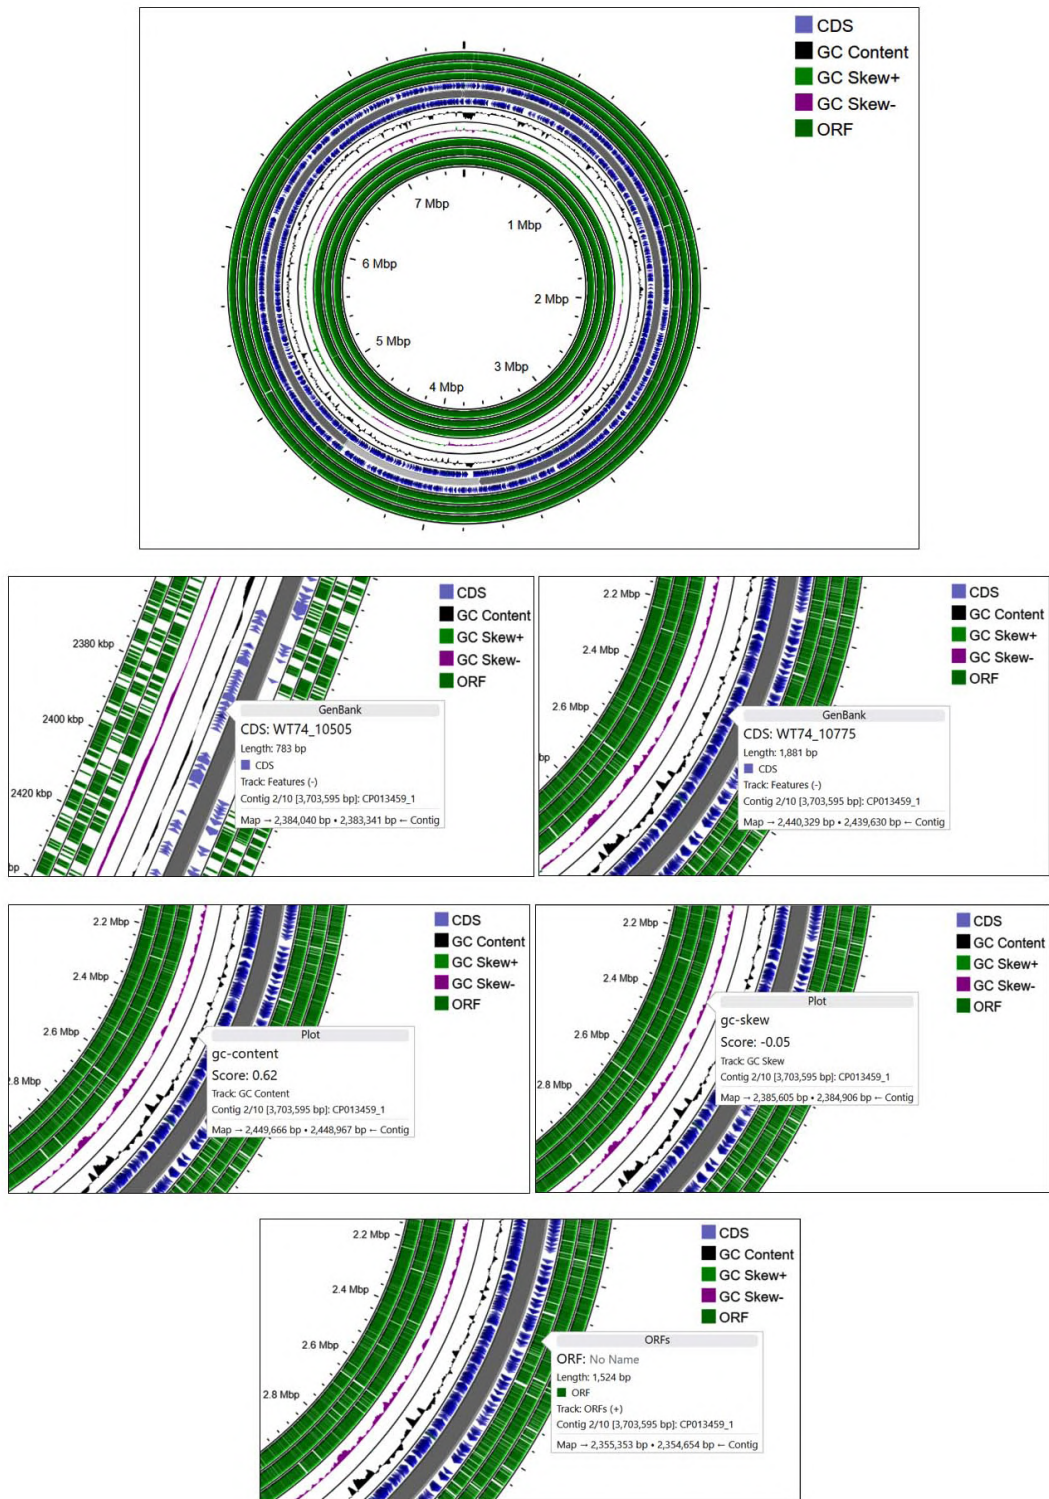 CDS
GC Content
GC Skew+
GC Skew-
ORF
7 Mbp
1 Mbp
6 Mbp
2 Mbp
5 Mbp
3 Mbp
4 Mbp
CDS
GC Content
GC Skew+
GC Skew-
ORF
2380 kbp
2400 kbp
2420 kbp
bp
GenBank
CDS: WT74_10505
Length: 783 bp
CDS
Track: Features (-)
Contig 2/10 [3,703,595 bp]: CP013459_1
Map → 2,384,040 bp • 2,383,341 bp ← Contig
CDS
GC Content
GC Skew+
GC Skew-
ORF
2.2 Mbp
2.4 Mbp
2.6 Mbp
bp
GenBank
CDS: WT74_10775
Length: 1,881 bp
CDS
Track: Features (-)
Contig 2/10 [3,703,595 bp]: CP013459_1
Map → 2,440,329 bp • 2,439,630 bp ← Contig
CDS
GC Content
GC Skew+
GC Skew-
ORF
2.2 Mbp
2.4 Mbp
2.6 Mbp
2.8 Mbp
Plot
gc-content
Score: 0.62
Track: GC Content
Contig 2/10 [3,703,595 bp]: CP013459_1
Map → 2,449,666 bp • 2,448,967 bp ← Contig
CDS
GC Content
GC Skew+
GC Skew-
ORF
2.2 Mbp
2.4 Mbp
2.6 Mbp
2.8 Mbp
Plot
gc-skew
Score: -0.05
Track: GC Skew
Contig 2/10 [3,703,595 bp]: CP013459_1
Map → 2,385,605 bp • 2,384,906 bp ← Contig
CDS
GC Content
GC Skew+
GC Skew-
ORF
2.2 Mbp
2.4 Mbp
2.6 Mbp
2.8 Mbp
ORFs
ORF: No Name
Length: 1,524 bp
ORF
Track: ORFs (+)
Contig 2/10 [3,703,595 bp]: CP013459_1
Map → 2,355,353 bp • 2,354,654 bp ← Contig